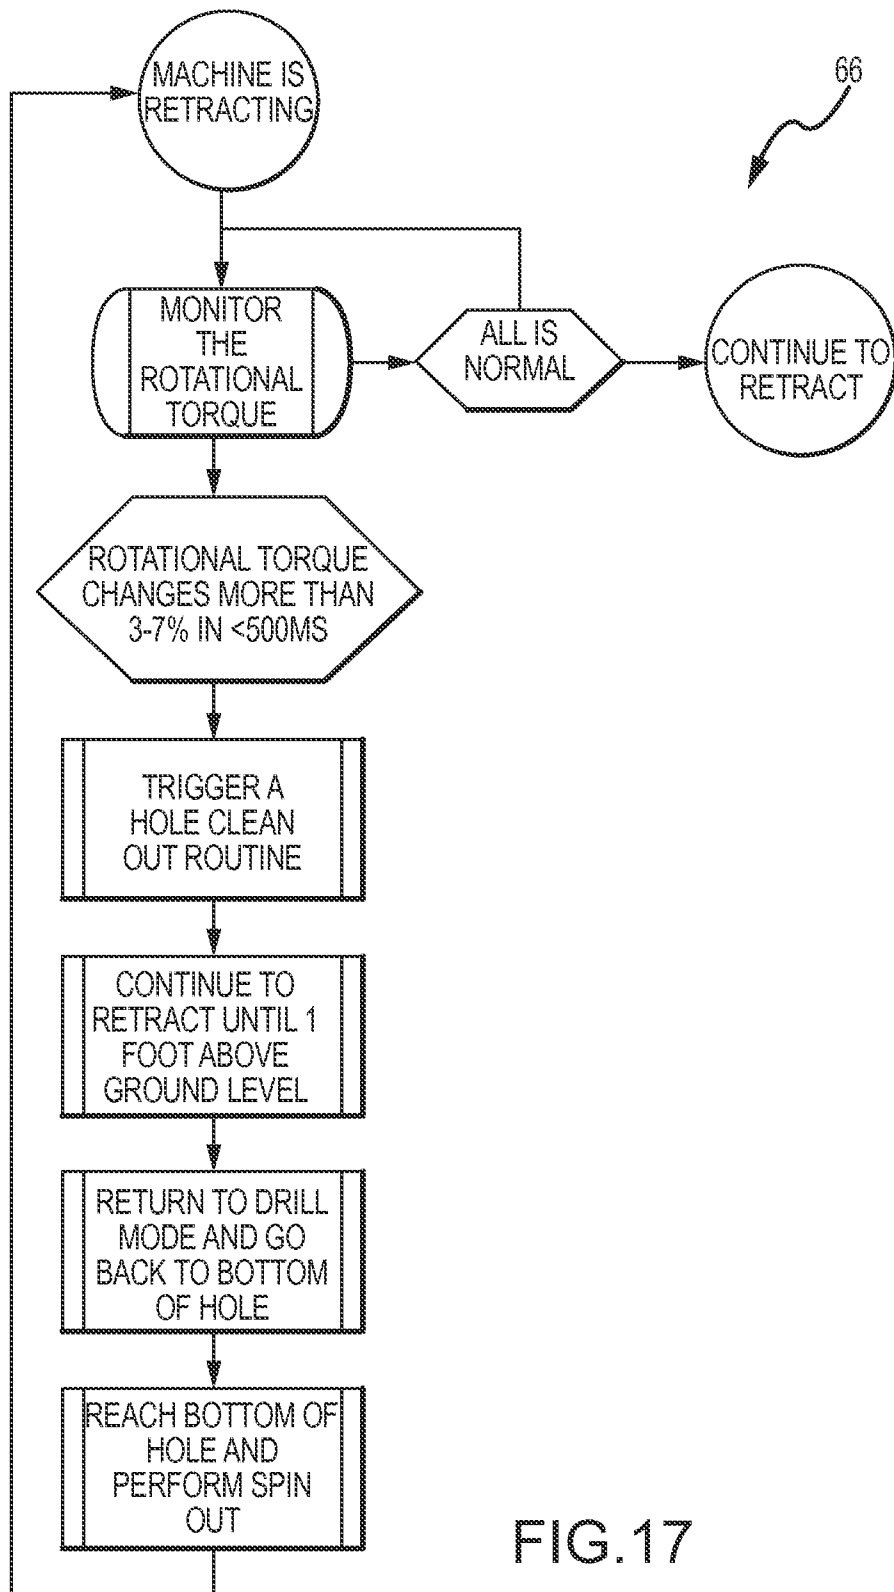 MACHINE IS
RETRACTING
66
MONITOR
THE
ROTATIONAL
TORQUE
ALL IS
NORMAL
CONTINUE TO
RETRACT
ROTATIONAL TORQUE
CHANGES MORE THAN
3-7% IN <500MS
TRIGGER A
HOLE CLEAN
OUT ROUTINE
CONTINUE TO
RETRACT UNTIL 1
FOOT ABOVE
GROUND LEVEL
RETURN TO DRILL
MODE AND GO
BACK TO BOTTOM
OF HOLE
REACH BOTTOM OF
HOLE AND
PERFORM SPIN
OUT
FIG.17